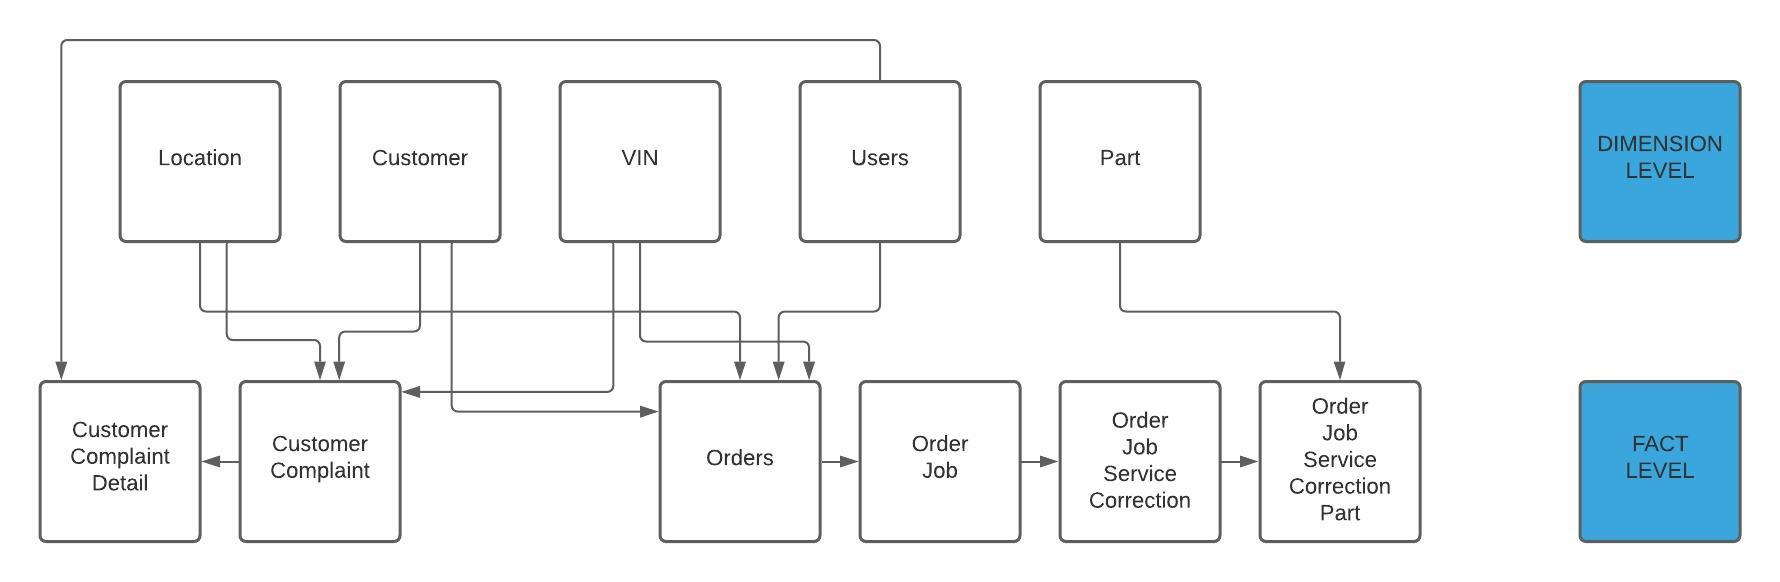 Location
Customer
VIN
Users
Part
DIMENSION
LEVEL
Customer
Complaint
Detail
Customer
Complaint
Orders
Order
Job
Order
Job
Service
Correction
Order
Job
Service
Correction
Part
FACT
LEVEL